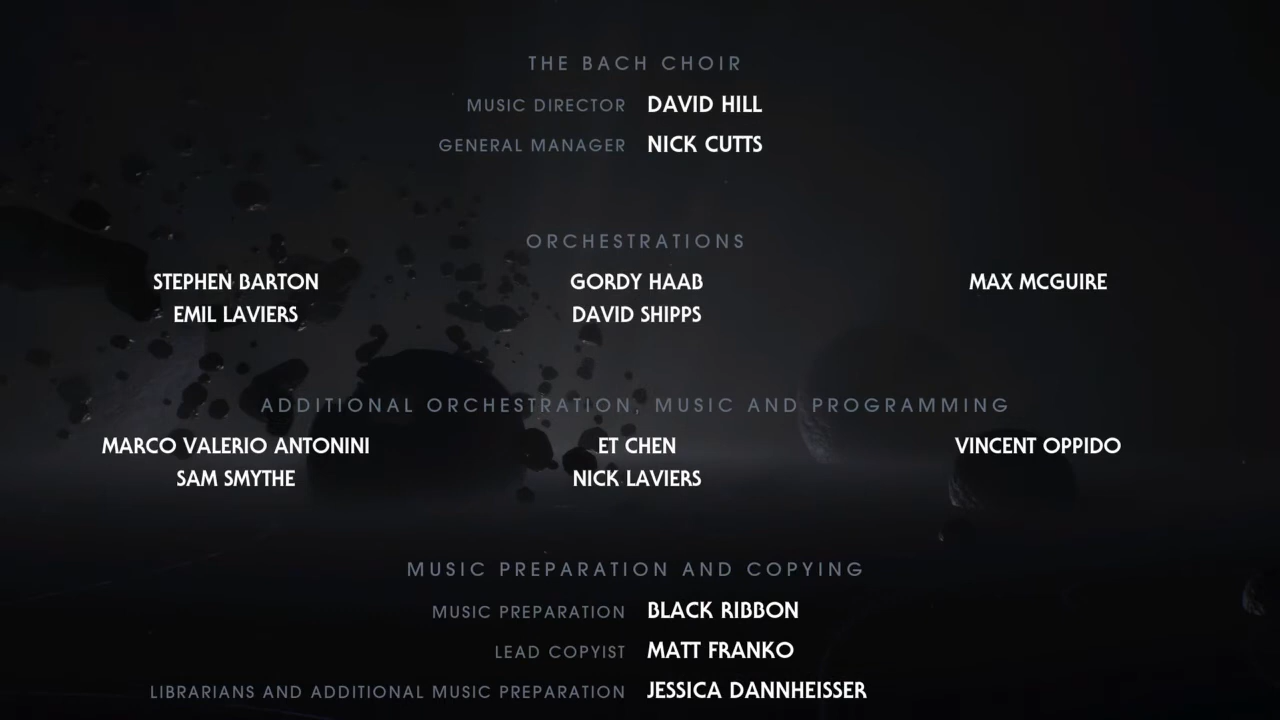 THE BACH CHOIR
MUSIC DIRECTOR DAVID HILL
GENERAL MANAGER NICK CUTTS
ORCHESTRATIONS
STEPHEN BARTON GORDY HAAB MAX MCGUIRE
EMIL LAVIERS DAVID SHIPPS
ADDITIONAL ORCHESTRATION, MUSIC AND PROGRAMMING
MARCO VALERIO ANTONINI ET CHEN VINCENT OPPIDO
SAM SMYTHE NICK LAVIERS
MUSIC PREPARATION AND COPYING
MUSIC PREPARATION BLACK RIBBON
LEAD COPYIST MATT FRANKO
LIBRARIANS AND ADDITIONAL MUSIC PREPARATION JESSICA DANNHEISSER